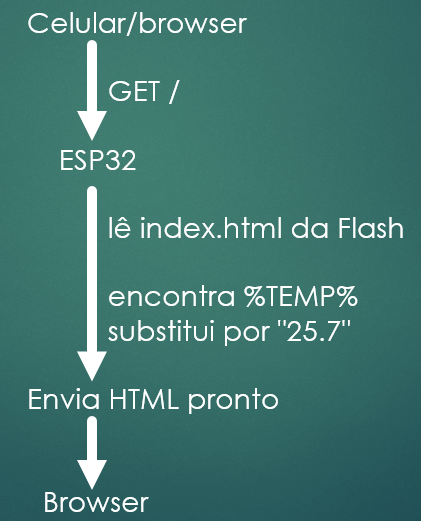 Celular/browser
GET /
ESP32
lê index.html da Flash
encontra %TEMP%
substitui por "25.7"
Envia HTML pronto
Browser